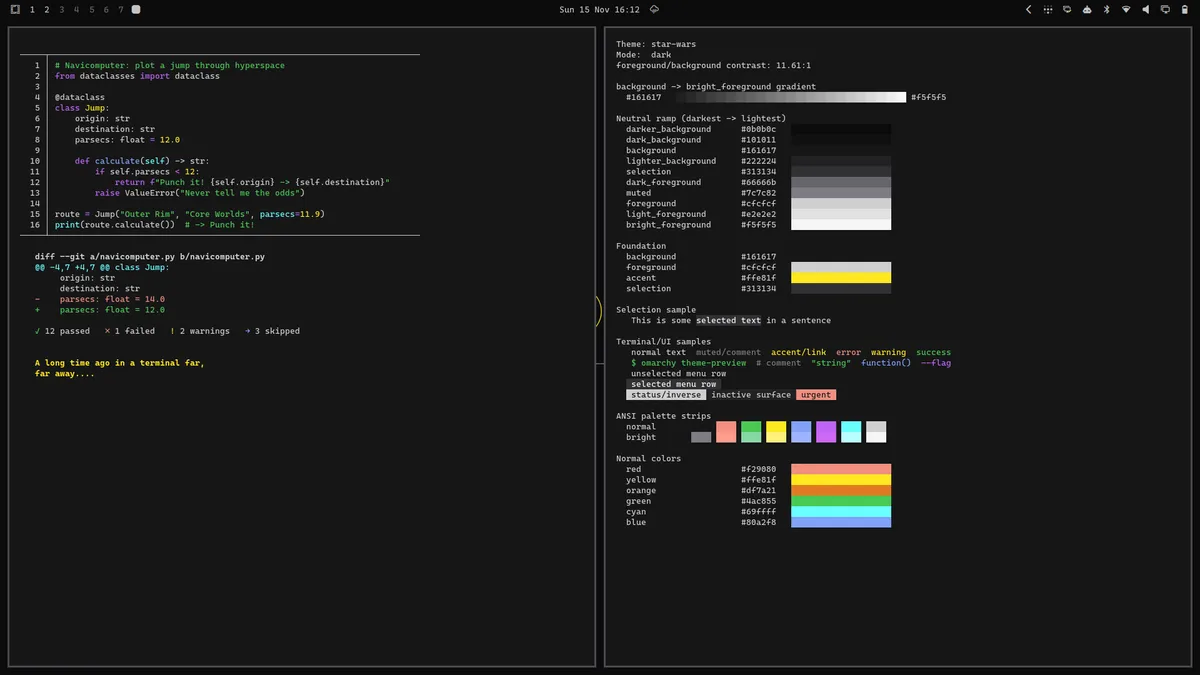 1 2 3 4 5 6 7
Sun 15 Nov 16:12
1 # Navicomputer: plot a jump through hyperspace
2 from dataclasses import dataclass
3
4 @dataclass
5 class Jump:
6 origin: str
7 destination: str
8 parsecs: float = 12.0
9
10 def calculate(self) -> str:
11 if self.parsecs < 12:
12 return f"Punch it! {self.origin} -> {self.destination}"
13 raise ValueError("Never tell me the odds")
14
15 route = Jump("Outer Rim", "Core Worlds", parsecs=11.9)
16 print(route.calculate()) # -> Punch it!
diff --git a/navicomputer.py b/navicomputer.py
@@ -4,7 +4,7 @@ class Jump:
origin: str
destination: str
- parsecs: float = 14.0
+ parsecs: float = 12.0
✓ 12 passed ✕ 1 failed ! 2 warnings → 3 skipped
A long time ago in a terminal far,
far away....
Theme: star-wars
Mode: dark
foreground/background contrast: 11.61:1
background -> bright_foreground gradient
#161617 #f5f5f5
Neutral ramp (darkest -> lightest)
darker_background #0b0b0c
dark_background #101011
background #161617
lighter_background #222224
selection #313134
dark_foreground #66666b
muted #7c7c82
foreground #cfcfcf
light_foreground #e2e2e2
bright_foreground #f5f5f5
Foundation
background #161617
foreground #cfcfcf
accent #ffe81f
selection #313134
Selection sample
This is some selected text in a sentence
Terminal/UI samples
normal text muted/comment accent/link error warning success
$ omarchy theme-preview # comment "string" function() --flag
unselected menu row
selected menu row
status/inverse inactive surface urgent
ANSI palette strips
normal
bright
Normal colors
red #f29080
yellow #ffe81f
orange #df7a21
green #4ac855
cyan #69ffff
blue #80a2f8